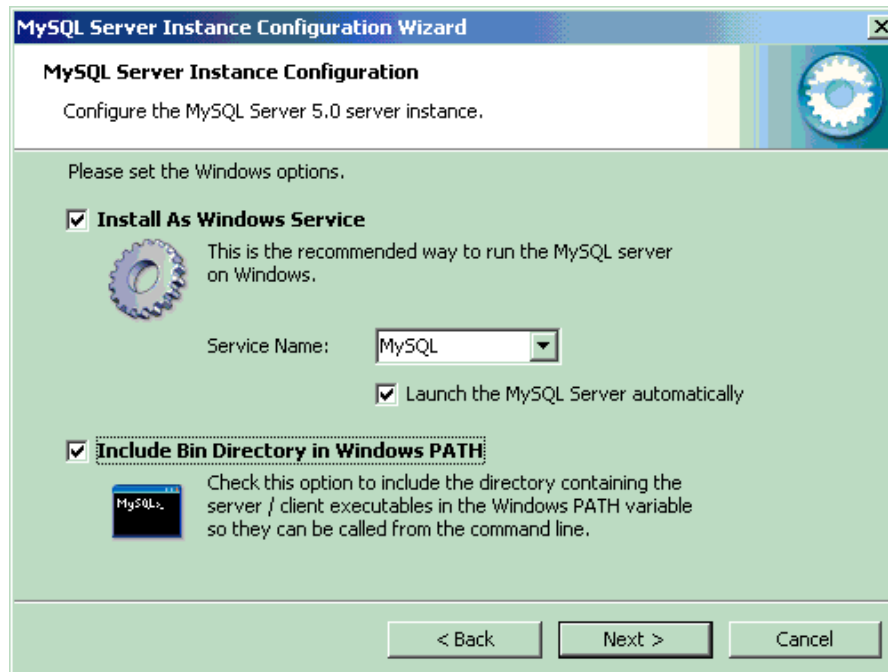 MySQL Server Instance Configuration Wizard
MySQL Server Instance Configuration
Configure the MySQL Server 5.0 server instance.
Please set the Windows options.
Install As Windows Service
This is the recommended way to run the MySQL server
on Windows.
Service Name:
MySQL
Launch the MySQL Server automatically
Include Bin Directory in Windows PATH
MySQL>_
Check this option to include the directory containing the
server / client executables in the Windows PATH variable
so they can be called from the command line.
< Back
Next >
Cancel